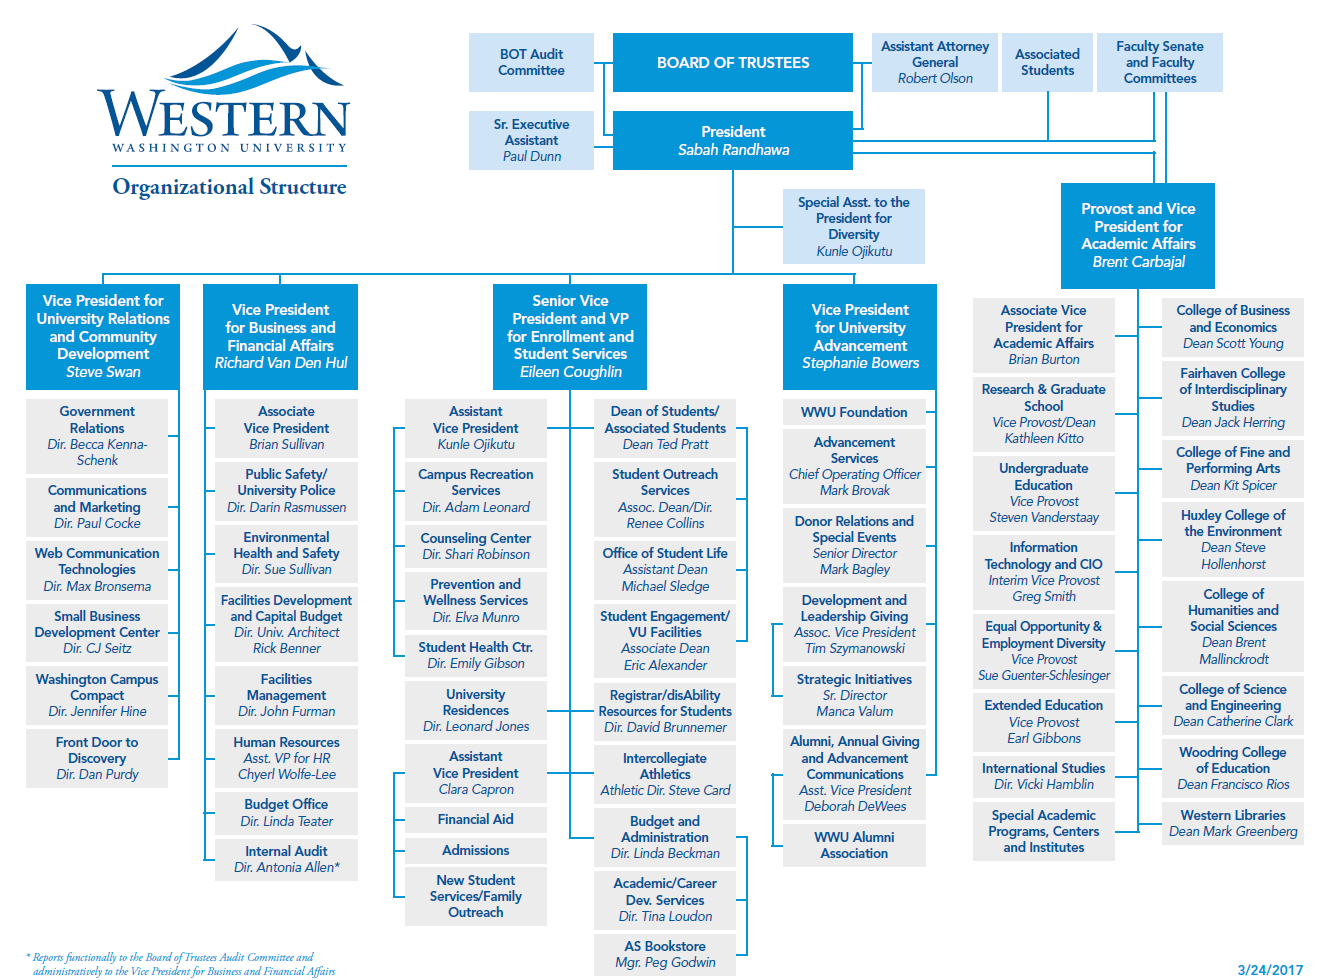 WESTERN
WASHINGTON UNIVERSITY
Organizational Structure
BOT Audit
Committee
BOARD OF TRUSTEES
Assistant Attorney
General
Robert Olson
Associated
Students
Faculty Senate
and Faculty
Committees
Sr. Executive
Assistant
Paul Dunn
President
Sabah Randhawa
Special Asst. to the
President for
Diversity
Kunle Ojikutu
Provost and Vice
President for
Academic Affairs
Brent Carbajal
Vice President for
University Relations
and Community
Development
Steve Swan
Vice President
for Business and
Financial Affairs
Richard Van Den Hul
Senior Vice
President and VP
for Enrollment and
Student Services
Eileen Coughlin
Vice President
for University
Advancement
Stephanie Bowers
Government
Relations
Dir. Becca Kenna-
Schenk
Communications
and Marketing
Dir. Paul Cocke
Web Communication
Technologies
Dir. Max Bronsema
Small Business
Development Center
Dir. CJ Seitz
Washington Campus
Compact
Dir. Jennifer Hine
Front Door to
Discovery
Dir. Dan Purdy
Associate
Vice President
Brian Sullivan
Public Safety/
University Police
Dir. Darin Rasmussen
Environmental
Health and Safety
Dir. Sue Sullivan
Facilities Development
and Capital Budget
Dir. Univ. Architect
Rick Benner
Facilities
Management
Dir. John Furman
Human Resources
Asst. VP for HR
Chyerl Wolfe-Lee
Budget Office
Dir. Linda Teater
Internal Audit
Dir. Antonia Allen*
Assistant
Vice President
Kunle Ojikutu
Campus Recreation
Services
Dir. Adam Leonard
Counseling Center
Dir. Shari Robinson
Prevention and
Wellness Services
Dir. Elva Munro
Student Health Ctr.
Dir. Emily Gibson
University
Residences
Dir. Leonard Jones
Assistant
Vice President
Clara Capron
Financial Aid
Admissions
New Student
Services/Family
Outreach
Dean of Students/
Associated Students
Dean Ted Pratt
Student Outreach
Services
Assoc. Dean/Dir.
Renee Collins
Office of Student Life
Assistant Dean
Michael Sledge
Student Engagement/
VU Facilities
Associate Dean
Eric Alexander
Registrar/disAbility
Resources for Students
Dir. David Brunnemer
Intercollegiate
Athletics
Athletic Dir. Steve Card
Budget and
Administration
Dir. Linda Beckman
Academic/Career
Dev. Services
Dir. Tina Loudon
AS Bookstore
Mgr. Peg Godwin
WWU Foundation
Advancement
Services
Chief Operating Officer
Mark Brovak
Donor Relations and
Special Events
Senior Director
Mark Bagley
Development and
Leadership Giving
Assoc. Vice President
Tim Szymanowski
Strategic Initiatives
Sr. Director
Manca Valum
Alumni, Annual Giving
and Advancement
Communications
Asst. Vice President
Deborah DeWees
WWU Alumni
Association
Associate Vice
President for
Academic Affairs
Brian Burton
Research & Graduate
School
Vice Provost/Dean
Kathleen Kitto
Undergraduate
Education
Vice Provost
Steven Vanderstaay
Information
Technology and CIO
Interim Vice Provost
Greg Smith
Equal Opportunity &
Employment Diversity
Vice Provost
Sue Guenter-Schlesinger
Extended Education
Vice Provost
Earl Gibbons
International Studies
Dir. Vicki Hamblin
Special Academic
Programs, Centers
and Institutes
College of Business
and Economics
Dean Scott Young
Fairhaven College
of Interdisciplinary
Studies
Dean Jack Herring
College of Fine and
Performing Arts
Dean Kit Spicer
Huxley College of
the Environment
Dean Steve
Hollenhorst
College of
Humanities and
Social Sciences
Dean Brent
Mallinckrodt
College of Science
and Engineering
Dean Catherine Clark
Woodring College
of Education
Dean Francisco Rios
Western Libraries
Dean Mark Greenberg
* Reports functionally to the Board of Trustees Audit Committee and
administratively to the Vice President for Business and Financial Affairs
3/24/2017